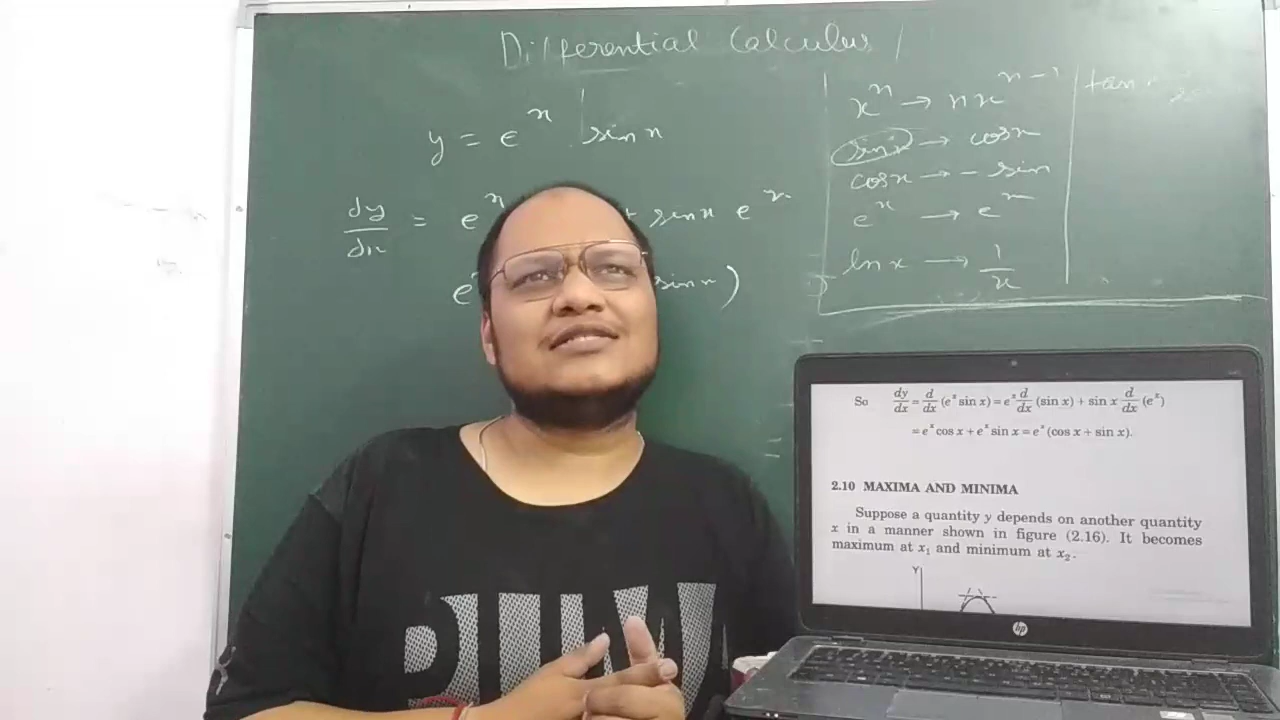 Differential Calculus
y = e^x sin x
dy/dx = e^x + sin x e^x
e sin x)
x^n → nx^(n-1)
sin x → cos x
cos x → - sin
e^x → e^x
ln x → 1/x
tan
So dy/dx = d/dx (e^x sin x) = e^x d/dx (sin x) + sin x d/dx (e^x)
= e^x cos x + e^x sin x = e^x (cos x + sin x).
2.10 MAXIMA AND MINIMA
Suppose a quantity y depends on another quantity
x in a manner shown in figure (2.16). It becomes
maximum at x₁ and minimum at x₂.
Y
hp